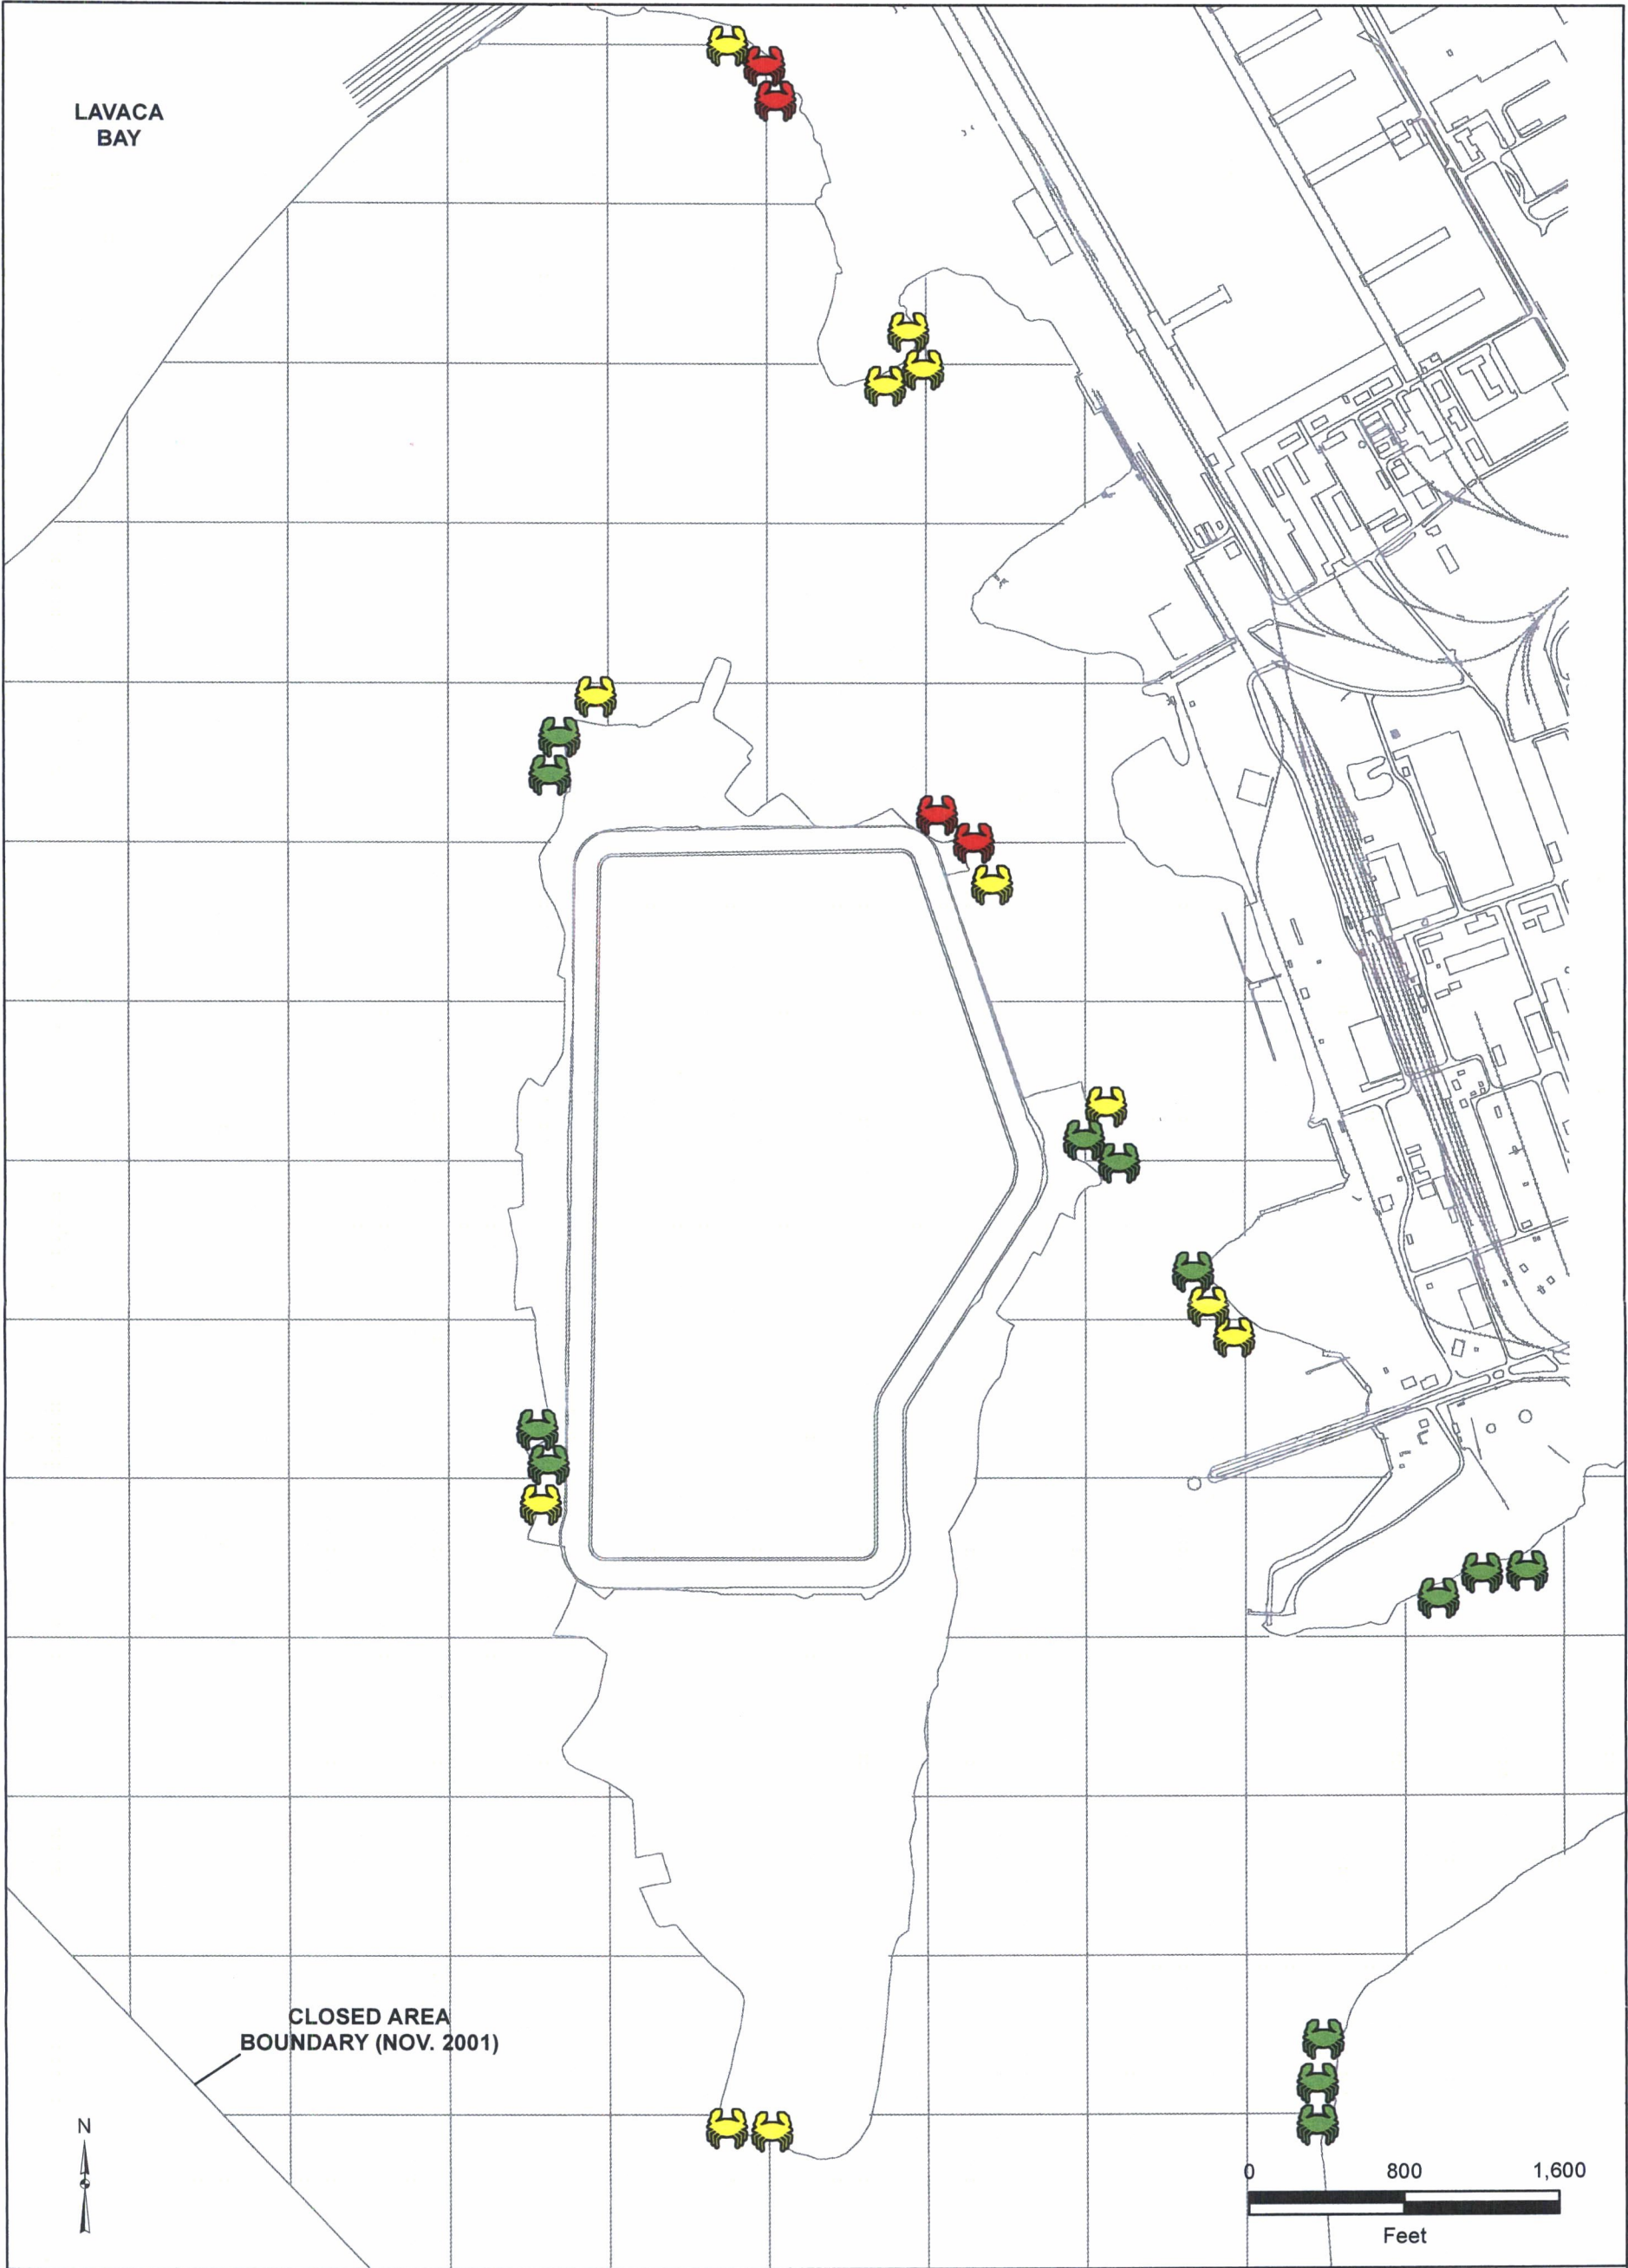 LAVACA
BAY
CLOSED AREA
BOUNDARY (NOV. 2001)
N
0 800 1,600
Feet